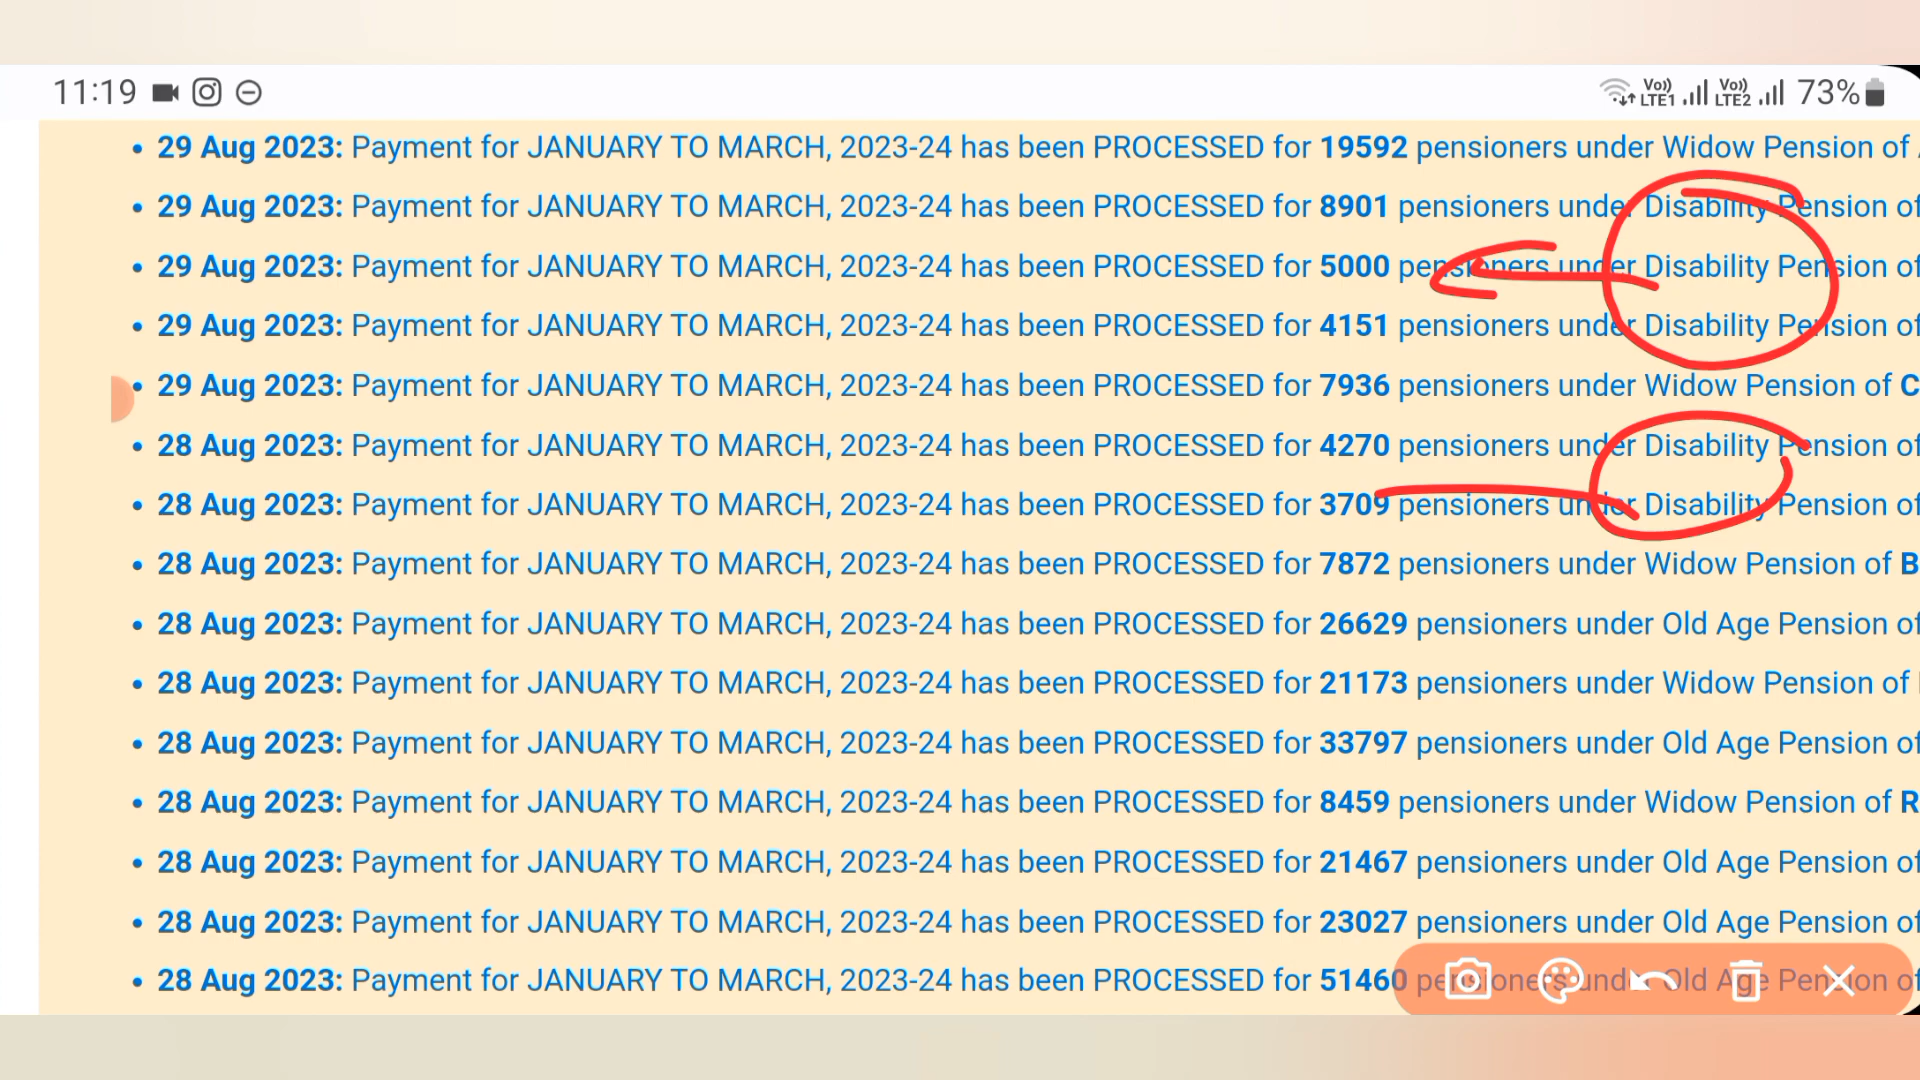 11:19 Vo)) LTE1 Vo)) LTE2 73%
• 29 Aug 2023: Payment for JANUARY TO MARCH, 2023-24 has been PROCESSED for 19592 pensioners under Widow Pension of
• 29 Aug 2023: Payment for JANUARY TO MARCH, 2023-24 has been PROCESSED for 8901 pensioners under Disability Pension of
• 29 Aug 2023: Payment for JANUARY TO MARCH, 2023-24 has been PROCESSED for 5000 pensioners under Disability Pension of
• 29 Aug 2023: Payment for JANUARY TO MARCH, 2023-24 has been PROCESSED for 4151 pensioners under Disability Pension of
• 29 Aug 2023: Payment for JANUARY TO MARCH, 2023-24 has been PROCESSED for 7936 pensioners under Widow Pension of C
• 28 Aug 2023: Payment for JANUARY TO MARCH, 2023-24 has been PROCESSED for 4270 pensioners under Disability Pension of
• 28 Aug 2023: Payment for JANUARY TO MARCH, 2023-24 has been PROCESSED for 3709 pensioners under Disability Pension of
• 28 Aug 2023: Payment for JANUARY TO MARCH, 2023-24 has been PROCESSED for 7872 pensioners under Widow Pension of B
• 28 Aug 2023: Payment for JANUARY TO MARCH, 2023-24 has been PROCESSED for 26629 pensioners under Old Age Pension of
• 28 Aug 2023: Payment for JANUARY TO MARCH, 2023-24 has been PROCESSED for 21173 pensioners under Widow Pension of
• 28 Aug 2023: Payment for JANUARY TO MARCH, 2023-24 has been PROCESSED for 33797 pensioners under Old Age Pension of
• 28 Aug 2023: Payment for JANUARY TO MARCH, 2023-24 has been PROCESSED for 8459 pensioners under Widow Pension of R
• 28 Aug 2023: Payment for JANUARY TO MARCH, 2023-24 has been PROCESSED for 21467 pensioners under Old Age Pension of
• 28 Aug 2023: Payment for JANUARY TO MARCH, 2023-24 has been PROCESSED for 23027 pensioners under Old Age Pension of
• 28 Aug 2023: Payment for JANUARY TO MARCH, 2023-24 has been PROCESSED for 51460 pensioners under Old Age Pension of